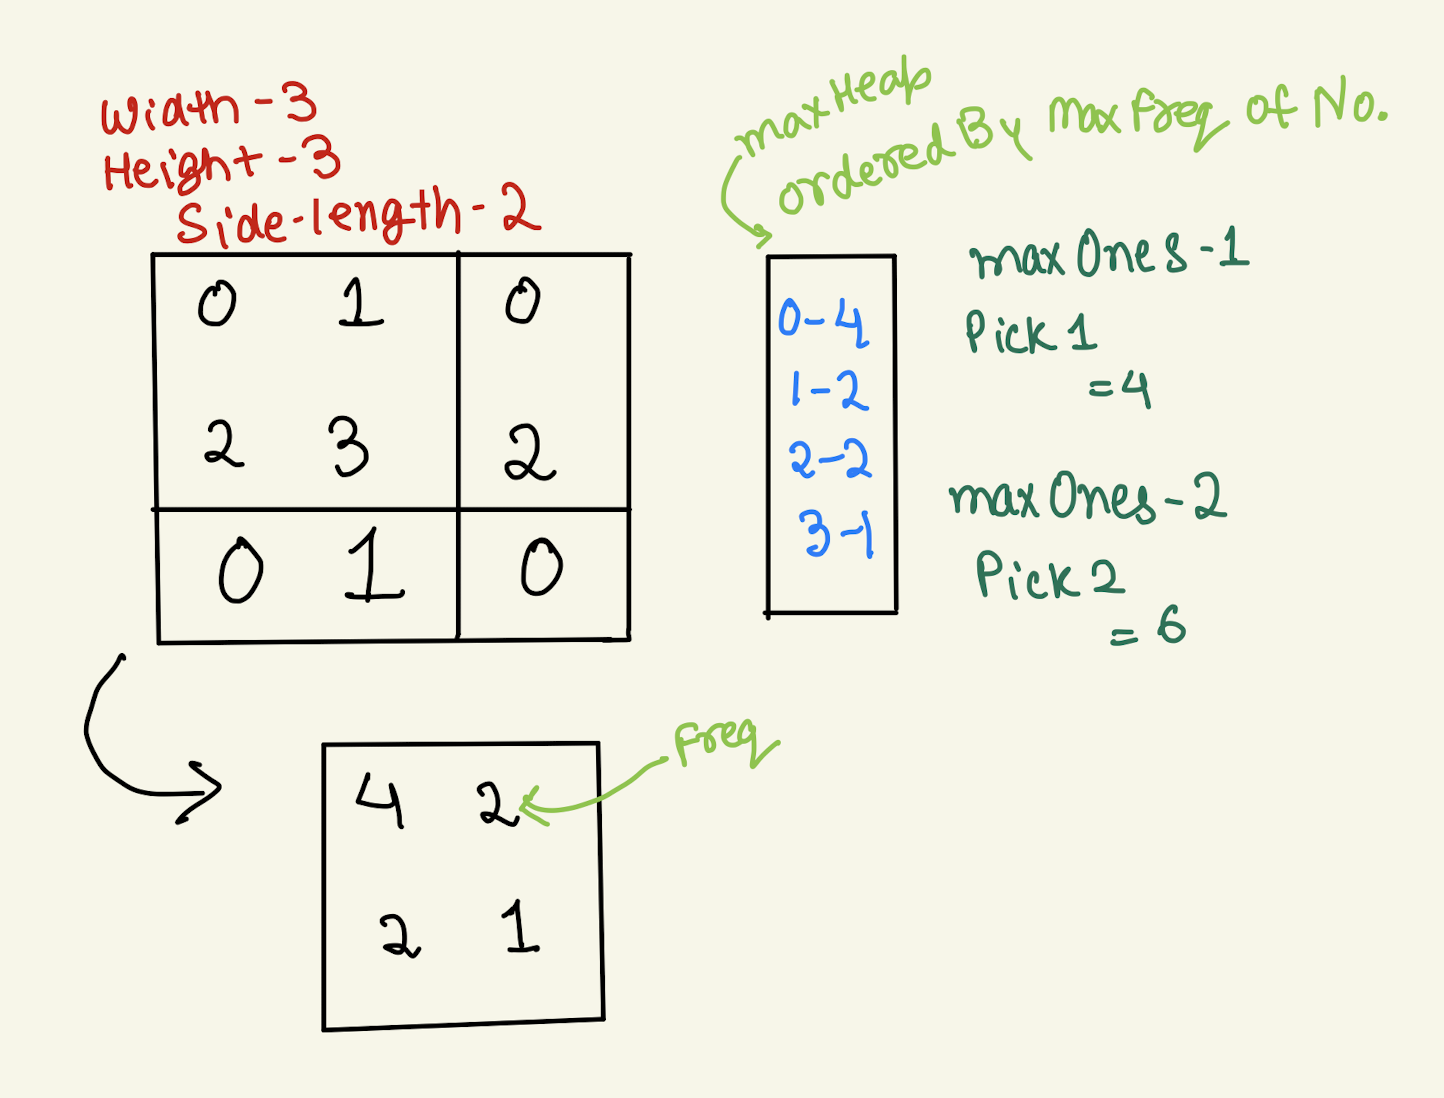 Width - 3
Height - 3
Side-length - 2
maxHeap
ordered By max Freq of No.
0 1 0
2 3 2
0 1 0
0-4
1-2
2-2
3-1
max Ones - 1
Pick 1
= 4
max Ones - 2
Pick 2
= 6
Freq
4 2
2 1